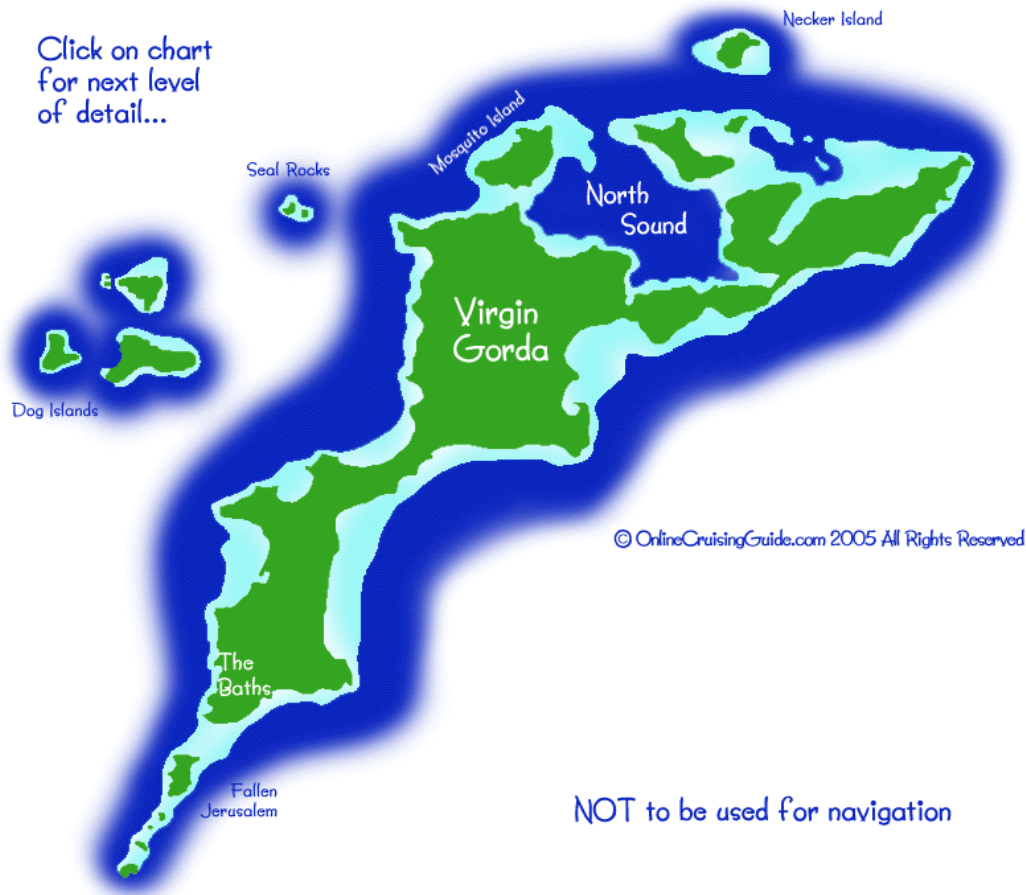 Necker Island
Click on chart
for next level
of detail...
Mosquito Island
Seal Rocks
North
Sound
Virgin
Gorda
Dog Islands
© OnlineCruisingGuide.com 2005 All Rights Reserved
The
Baths
Fallen
Jerusalem
NOT to be used for navigation